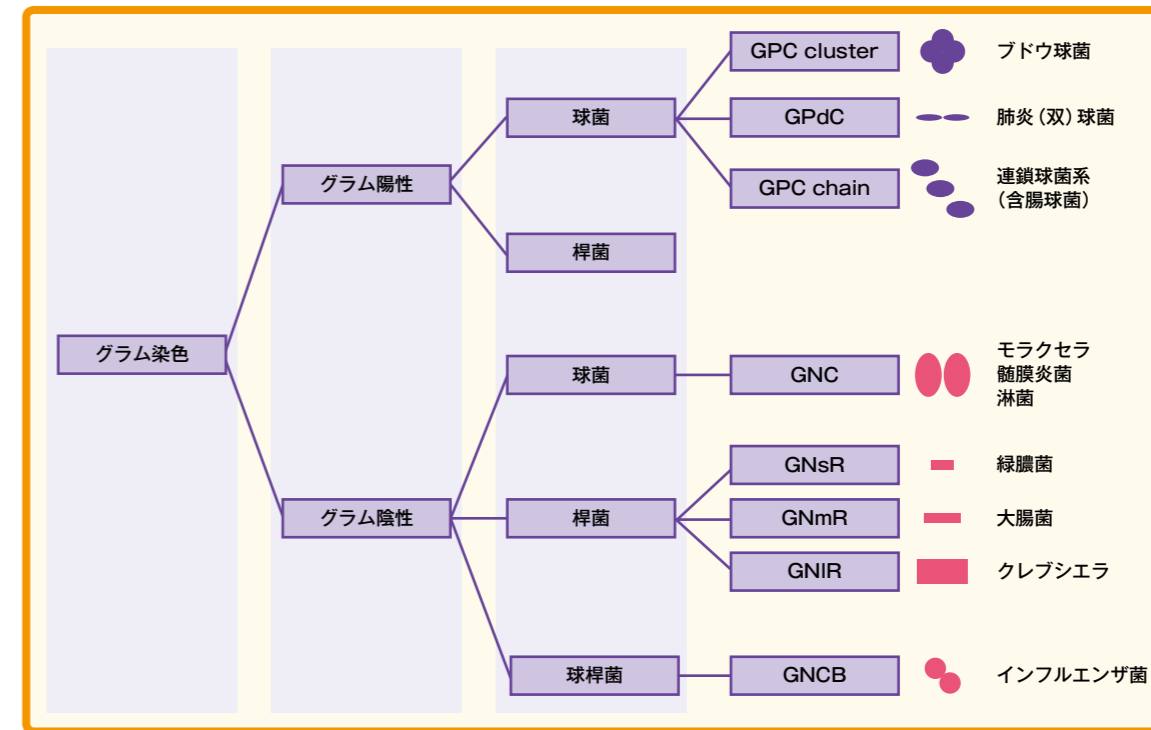 GPC cluster
ブドウ球菌
球菌
GPdC
肺炎（双）球菌
グラム陽性
GPC chain
連鎖球菌系
（含腸球菌）
桿菌
グラム染色
球菌
GNC
モラクセラ
髄膜炎菌
淋菌
GNsR
緑膿菌
グラム陰性
桿菌
GNmR
大腸菌
GNlR
クレブシエラ
球桿菌
GNCB
インフルエンザ菌